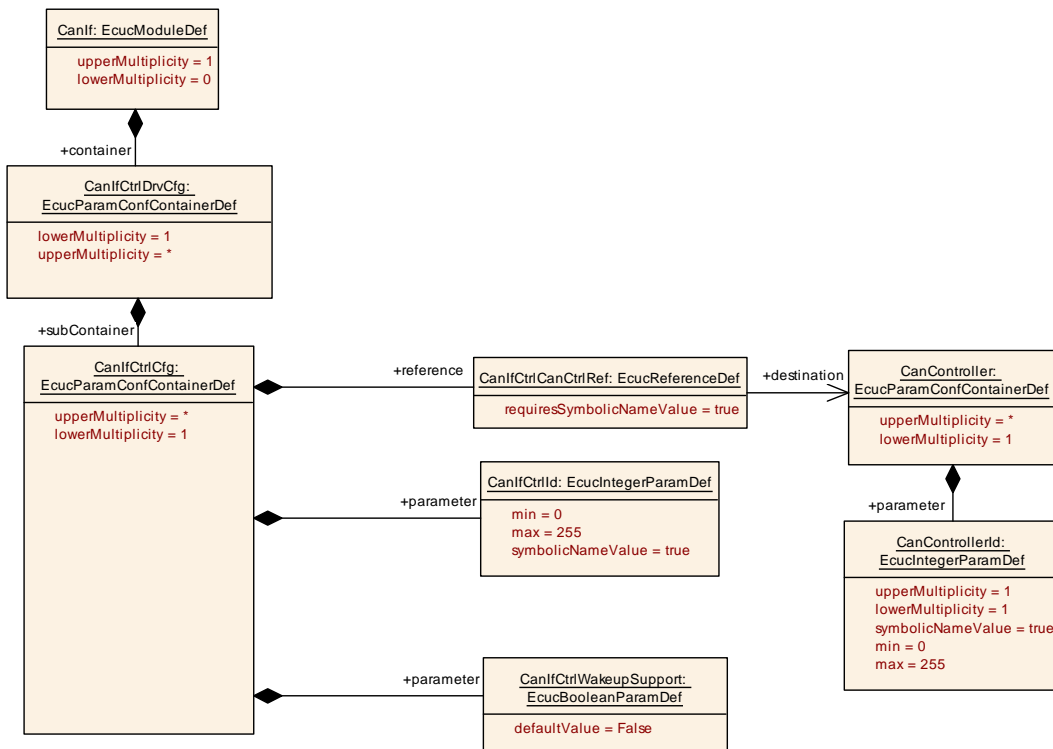 CanIf: EcucModuleDef
upperMultiplicity = 1
lowerMultiplicity = 0
+container
CanIfCtrlDrvCfg:
EcucParamConfContainerDef
lowerMultiplicity = 1
upperMultiplicity = *
+subContainer
CanIfCtrlCfg:
EcucParamConfContainerDef
upperMultiplicity = *
lowerMultiplicity = 1
+reference
CanIfCtrlCanCtrlRef: EcucReferenceDef
requiresSymbolicNameValue = true
+destination
CanController:
EcucParamConfContainerDef
upperMultiplicity = *
lowerMultiplicity = 1
+parameter
CanIfCtrlId: EcucIntegerParamDef
min = 0
max = 255
symbolicNameValue = true
+parameter
CanControllerId:
EcucIntegerParamDef
upperMultiplicity = 1
lowerMultiplicity = 1
symbolicNameValue = true
min = 0
max = 255
+parameter
CanIfCtrlWakeupSupport:
EcucBooleanParamDef
defaultValue = False